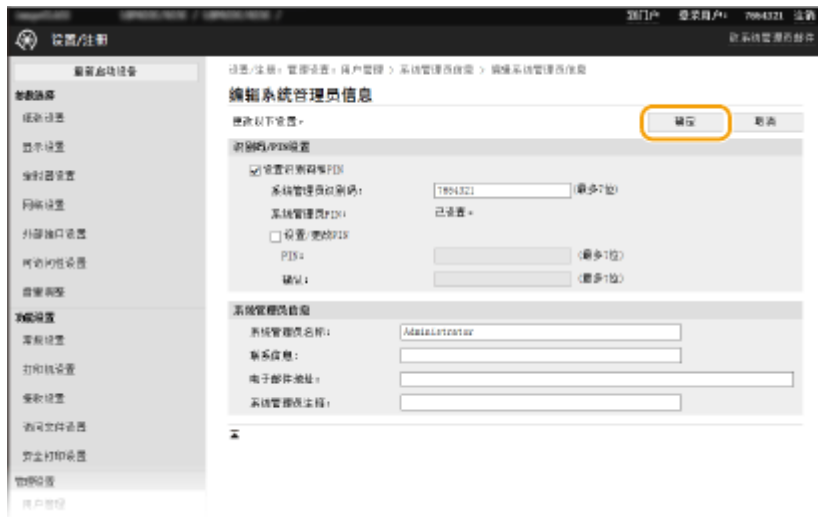 到门户 登录用户: 7654321 注销
设置/注册
致系统管理员邮件
重新启动设备
设置/注册: 管理设置: 用户管理 > 系统管理员信息 > 编辑系统管理员信息
编辑系统管理员信息
更改以下设置。
确定 取消
参数选择
纸张设置
显示设置
定时器设置
网络设置
外部接口设置
可访问性设置
音量调整
功能设置
常规设置
打印机设置
接收设置
访问文件设置
安全打印设置
管理设置
用户管理
识别码/PIN设置
设置识别码和PIN
系统管理员识别码: 7654321 (最多7位)
系统管理员PIN: 已设置。
设置/更改PIN
PIN: (最多7位)
确认: (最多7位)
系统管理员信息
系统管理员名称: Administrator
联系信息:
电子邮件地址:
系统管理员注释: